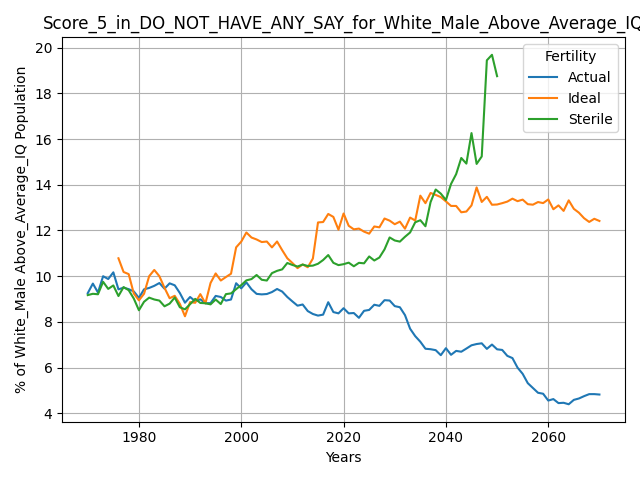 Score_5_in_DO_NOT_HAVE_ANY_SAY_for_White_Male_Above_Average_IQ
% of White_Male Above_Average_IQ Population
20
18
16
14
12
10
8
6
4
Fertility
Actual
Ideal
Sterile
1980
2000
2020
2040
2060
Years